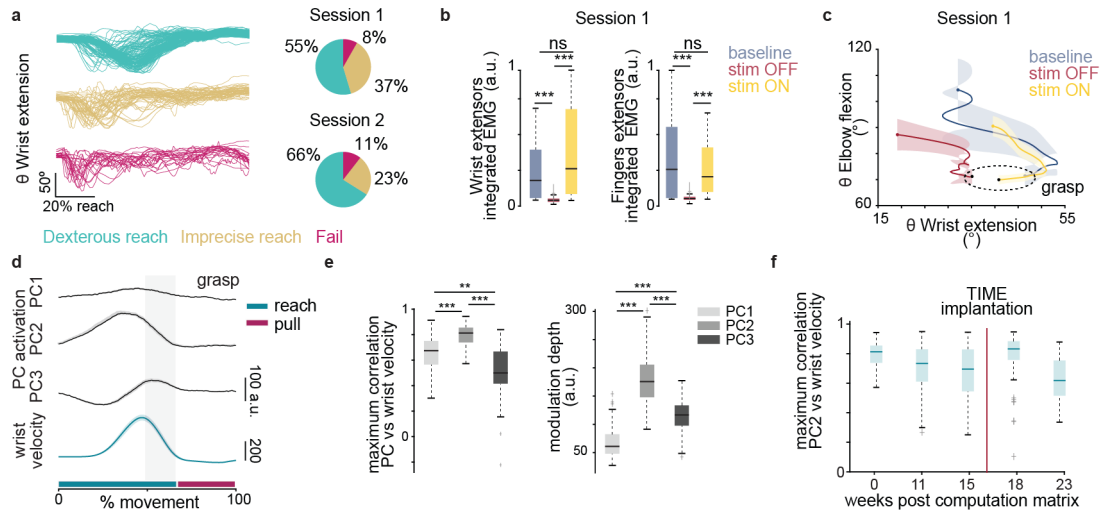 a
θ Wrist extension
50°
20% reach
Session 1
55%
8%
37%
Session 2
66%
11%
23%
Dexterous reach
Imprecise reach
Fail
b
Session 1
Wrist extensors
integrated EMG (a.u.)
1
0
ns
***
***
Fingers extensors
integrated EMG (a.u.)
1
0
ns
***
***
baseline
stim OFF
stim ON
c
Session 1
θ Elbow flexion
(°)
120
60
15
55
θ Wrist extension
(°)
baseline
stim OFF
stim ON
grasp
d
PC activation
PC1
PC2
PC3
wrist
velocity
grasp
reach
pull
100 a.u.
200
0
100
% movement
e
maximum correlation
PC vs wrist velocity
1
0
**
***
***
modulation depth
(a.u.)
300
50
***
***
***
PC1
PC2
PC3
f
TIME
implantation
maximum correlation
PC2 vs wrist velocity
1
0
0
11
15
18
23
weeks post computation matrix